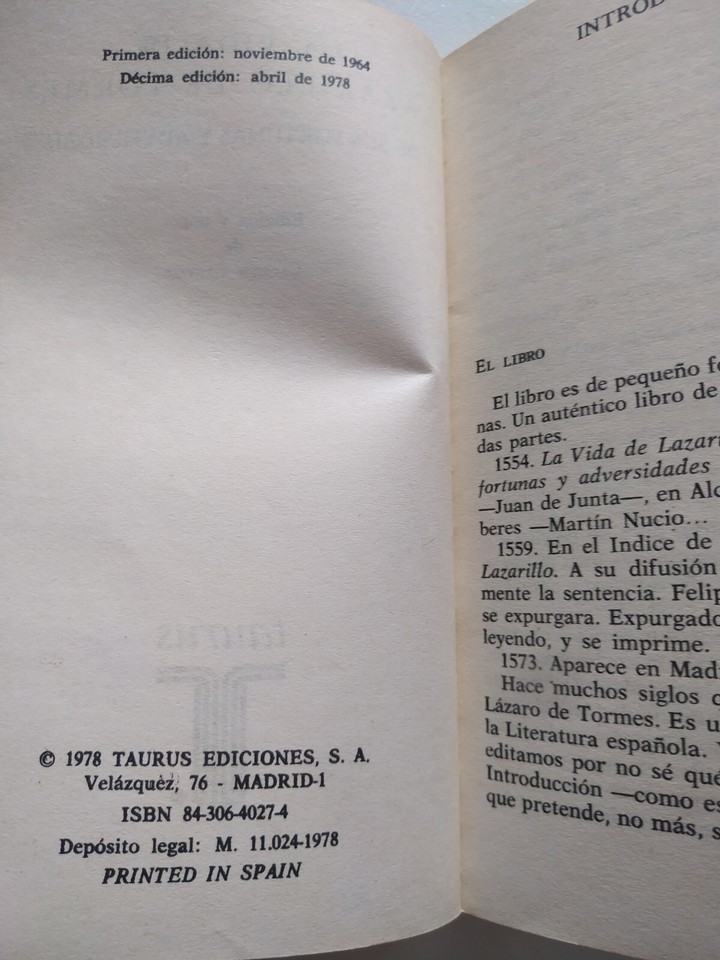 Primera edición: noviembre de 1964
Décima edición: abril de 1978
© 1978 TAURUS EDICIONES, S. A.
Velázquez, 76 - MADRID-1
ISBN 84-306-4027-4
Depósito legal: M. 11.024-1978
PRINTED IN SPAIN
INTROD
EL LIBRO
El libro es de pequeño fo
nas. Un auténtico libro de
das partes.
1554. La Vida de Lazar
fortunas y adversidades
—Juan de Junta—, en Alc
beres —Martín Nucio...
1559. En el Indice de
Lazarillo. A su difusión
mente la sentencia. Felip
se expurgara. Expurgado
leyendo, y se imprime.
1573. Aparece en Mad
Hace muchos siglos
Lázaro de Tormes. Es u
la Literatura española.
editamos por no sé qué
Introducción —como es
que pretende, no más, s